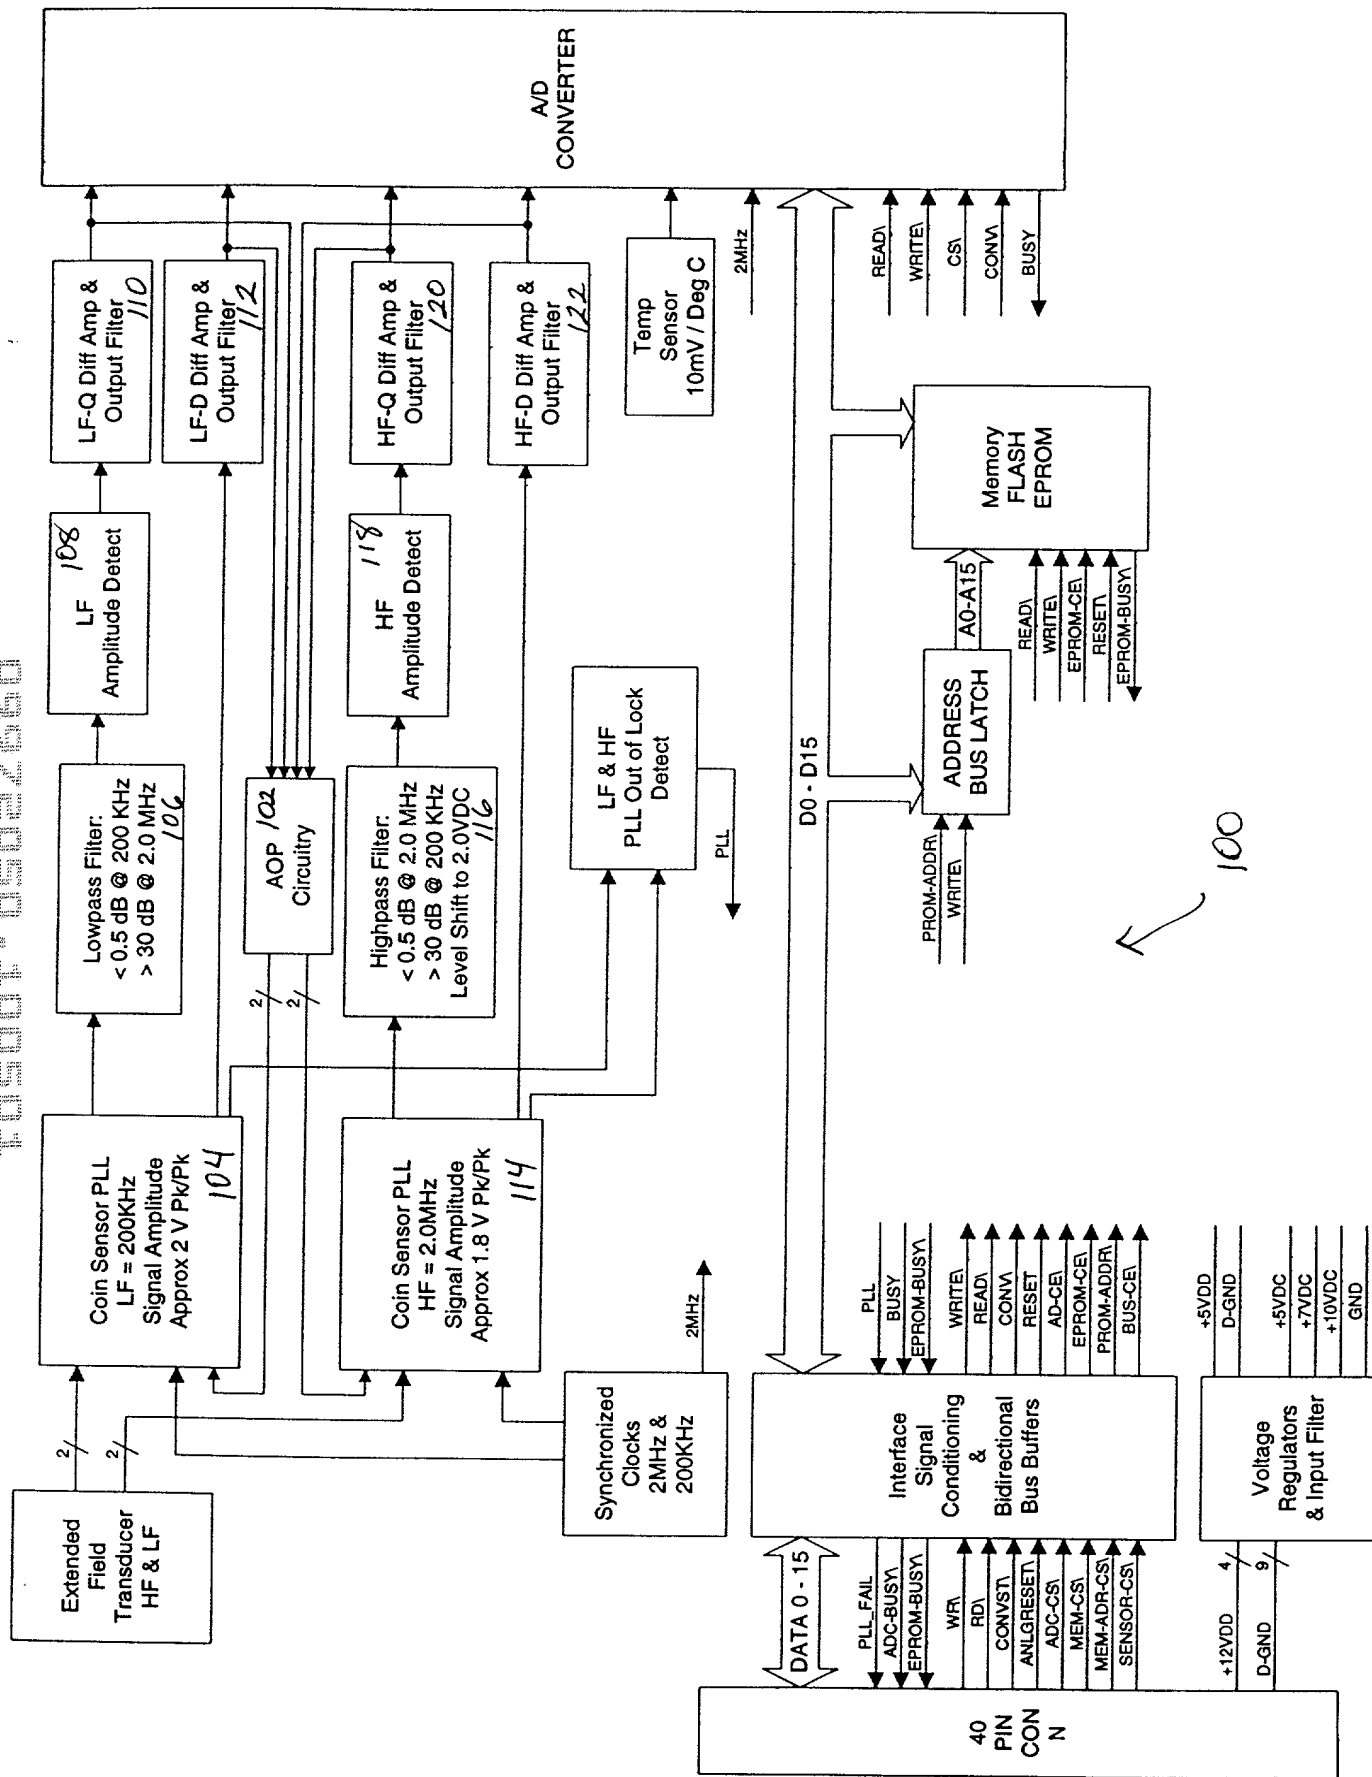 Extended
Field
Transducer
HF & LF
2
2
Coin Sensor PLL
LF = 200KHz
Signal Amplitude
Approx 2 V Pk/Pk
104
Lowpass Filter:
< 0.5 dB @ 200 KHz
> 30 dB @ 2.0 MHz
106
LF
Amplitude Detect
108
LF-Q Diff Amp &
Output Filter
110
LF-D Diff Amp &
Output Filter
112
AOP
Circuitry
102
2
2
Coin Sensor PLL
HF = 2.0MHz
Signal Amplitude
Approx 1.8 V Pk/Pk
114
Highpass Filter:
< 0.5 dB @ 2.0 MHz
> 30 dB @ 200 KHz
Level Shift to 2.0VDC
116
HF
Amplitude Detect
118
HF-Q Diff Amp &
Output Filter
120
HF-D Diff Amp &
Output Filter
122
A/D
CONVERTER
Synchronized
Clocks
2MHz &
200KHz
2MHz
LF & HF
PLL Out of Lock
Detect
PLL
Temp
Sensor
10mV / Deg C
2MHz
D0 - D15
READ\
WRITE\
CS\
CONV\
BUSY
40
PIN
CON
N
DATA 0 - 15
PLL_FAIL
ADC-BUSY\
EPROM-BUSY\
WR\
RD\
CONVST\
ANLGRESET\
ADC-CS\
MEM-CS\
MEM-ADR-CS\
SENSOR-CS\
+12VDD
4
D-GND
9
Interface
Signal
Conditioning
&
Bidirectional
Bus Buffers
PLL
BUSY
EPROM-BUSY\
WRITE\
READ\
CONV\
RESET
AD-CE\
EPROM-CE\
PROM-ADDR\
BUS-CE\
Voltage
Regulators
& Input Filter
+5VDD
D-GND
+5VDC
+7VDC
+10VDC
GND
PROM-ADDR\
WRITE\
ADDRESS
BUS LATCH
A0-A15
Memory
FLASH
EPROM
READ\
WRITE\
EPROM-CE\
RESET\
EPROM-BUSY\
100